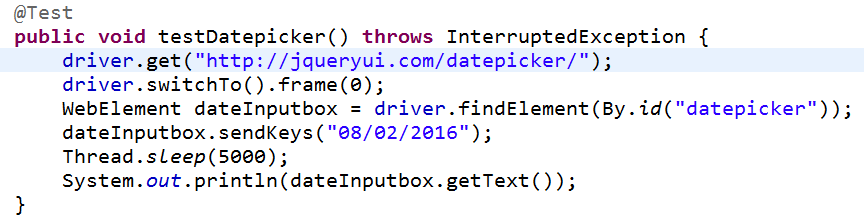 @Test
public void testDatepicker() throws InterruptedException {
driver.get("http://jqueryui.com/datepicker/");
driver.switchTo().frame(0);
WebElement dateInputbox = driver.findElement(By.id("datepicker"));
dateInputbox.sendKeys("08/02/2016");
Thread.sleep(5000);
System.out.println(dateInputbox.getText());
}